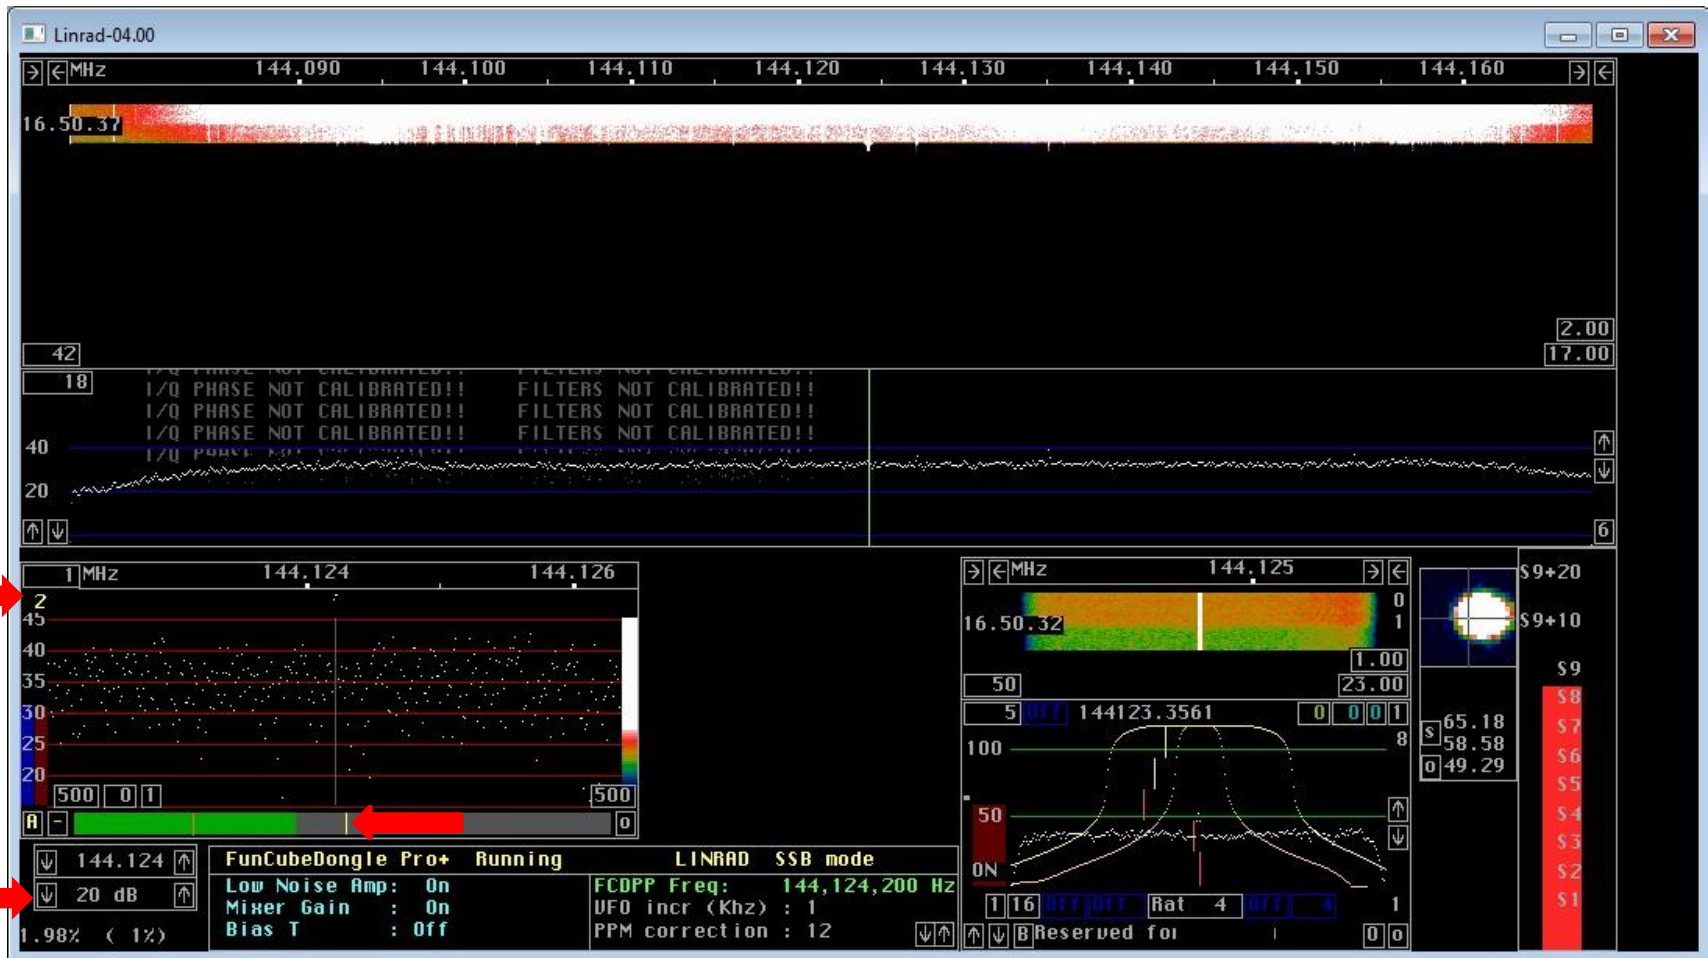 Linrad-04.00
MHz 144.090 144.100 144.110 144.120 144.130 144.140 144.150 144.160
16.50.37
2.00
42 17.00
18
I/Q PHASE NOT CALIBRATED!! FILTERS NOT CALIBRATED!!
I/Q PHASE NOT CALIBRATED!! FILTERS NOT CALIBRATED!!
I/Q PHASE NOT CALIBRATED!! FILTERS NOT CALIBRATED!!
40
20
6
1 MHz 144.124 144.126
2
45
40
35
30
25
20
500 0 1 500
A - o
144.124
20 dB
1.98% ( 1%)
FunCubeDongle Pro+ Running LINRAD SSB mode
Low Noise Amp: On
Mixer Gain : On
Bias T : Off
FCDPP Freq: 144,124,200 Hz
VFO incr (Khz) : 1
PPM correction : 12
MHz 144.125
0
16.50.32 1
1.00
50 23.00
5 Off 144123.3561 0 0 0 1
8
100
50
ON
1 16 Off Off Rat 4 Off 4 1
B Reserved for 0 o
S 65.18
58.58
o 49.29
S9+20
S9+10
S9
S8
S7
S6
S5
S4
S3
S2
S1